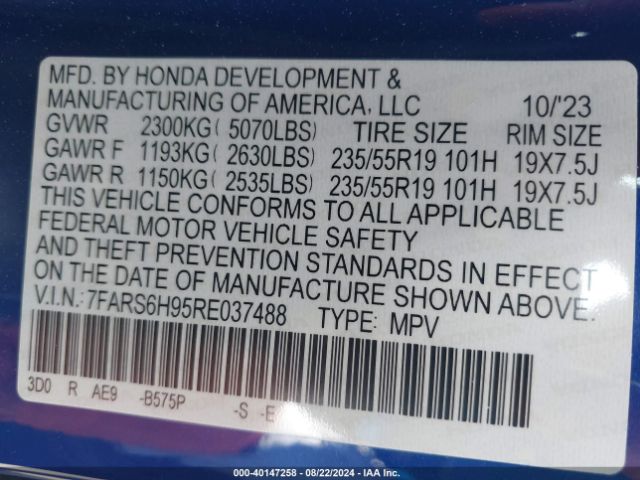 MFD. BY HONDA DEVELOPMENT &
MANUFACTURING OF AMERICA, LLC 10/'23
GVWR 2300KG( 5070LBS) TIRE SIZE RIM SIZE
GAWR F 1193KG( 2630LBS) 235/55R19 101H 19X7.5J
GAWR R 1150KG( 2535LBS) 235/55R19 101H 19X7.5J
THIS VEHICLE CONFORMS TO ALL APPLICABLE
FEDERAL MOTOR VEHICLE SAFETY
AND THEFT PREVENTION STANDARDS IN EFFECT
ON THE DATE OF MANUFACTURE SHOWN ABOVE.
V.I.N.:7FARS6H95RE037488 TYPE: MPV
3D0 R AE9 -B575P -S -E
000-40147258 - 08/22/2024 - IAA Inc.